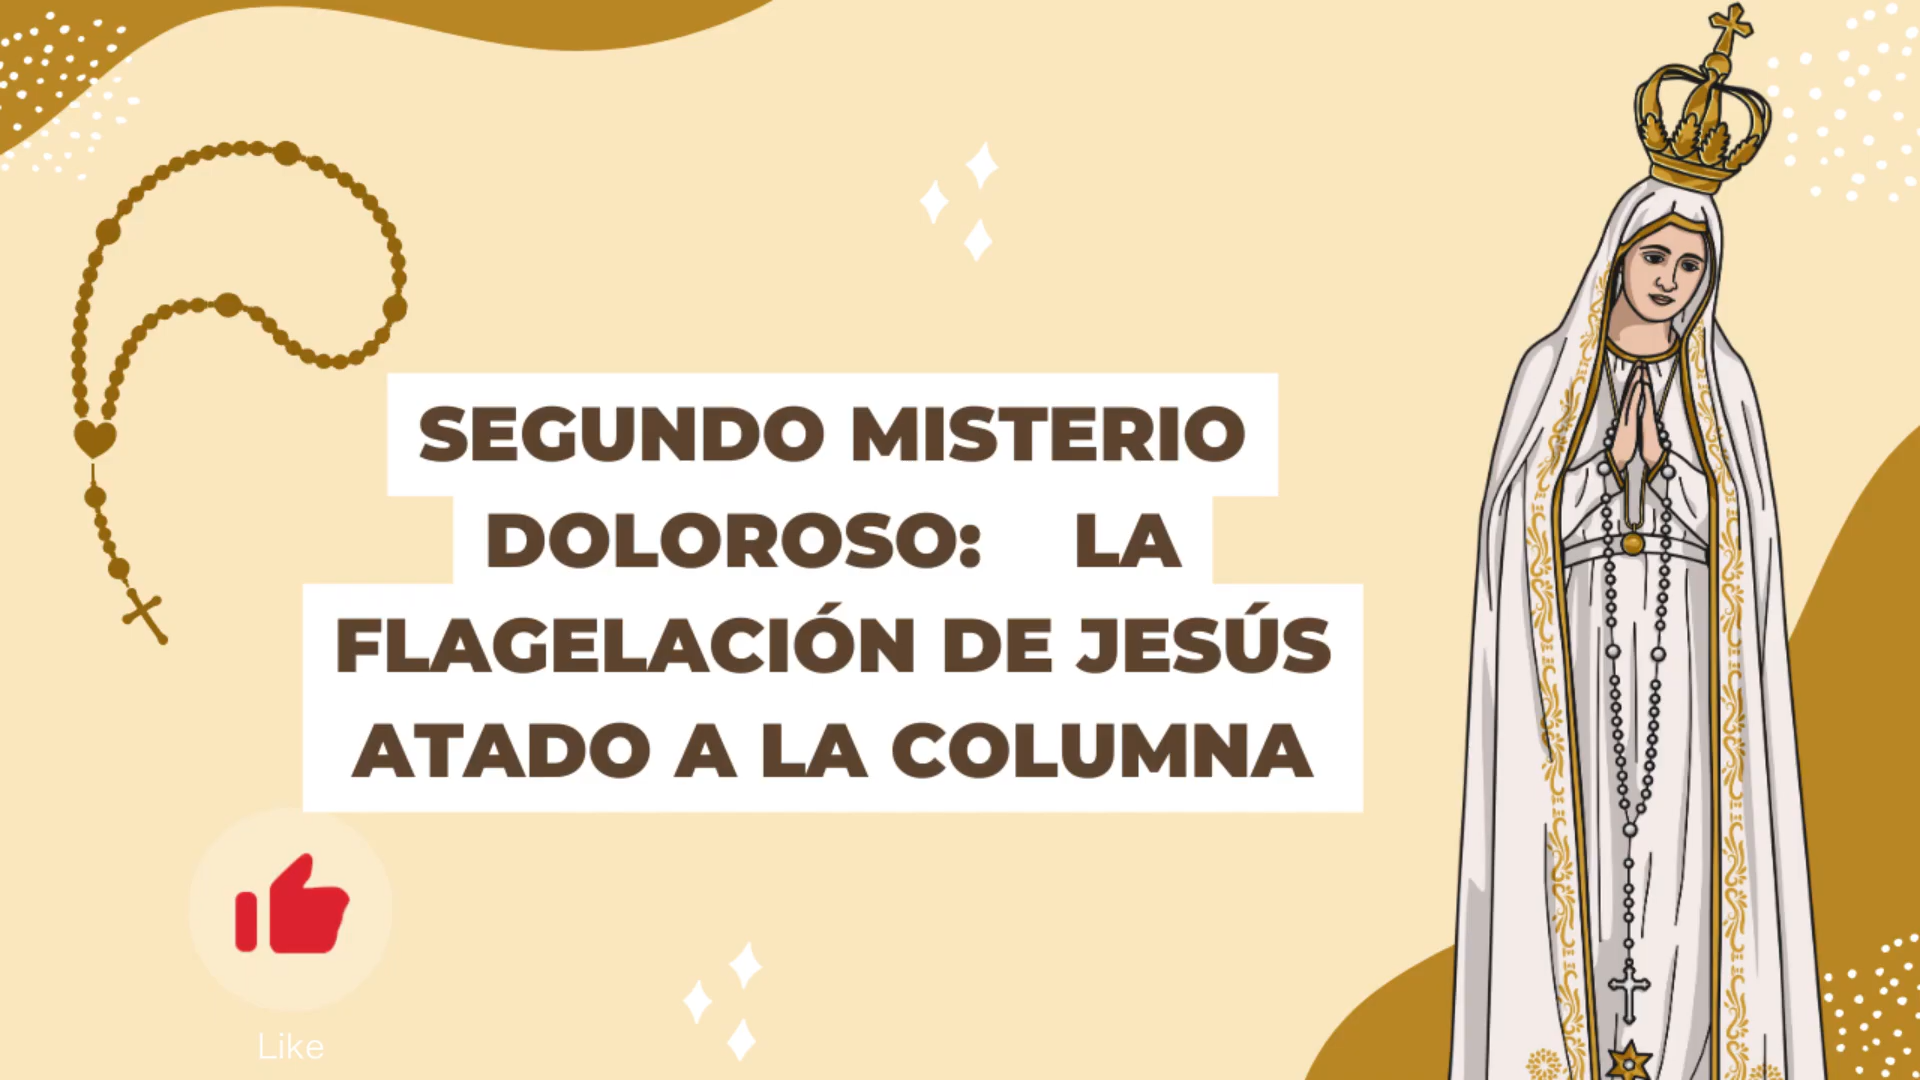 SEGUNDO MISTERIO
DOLOROSO: LA
FLAGELACIÓN DE JESÚS
ATADO A LA COLUMNA
Like